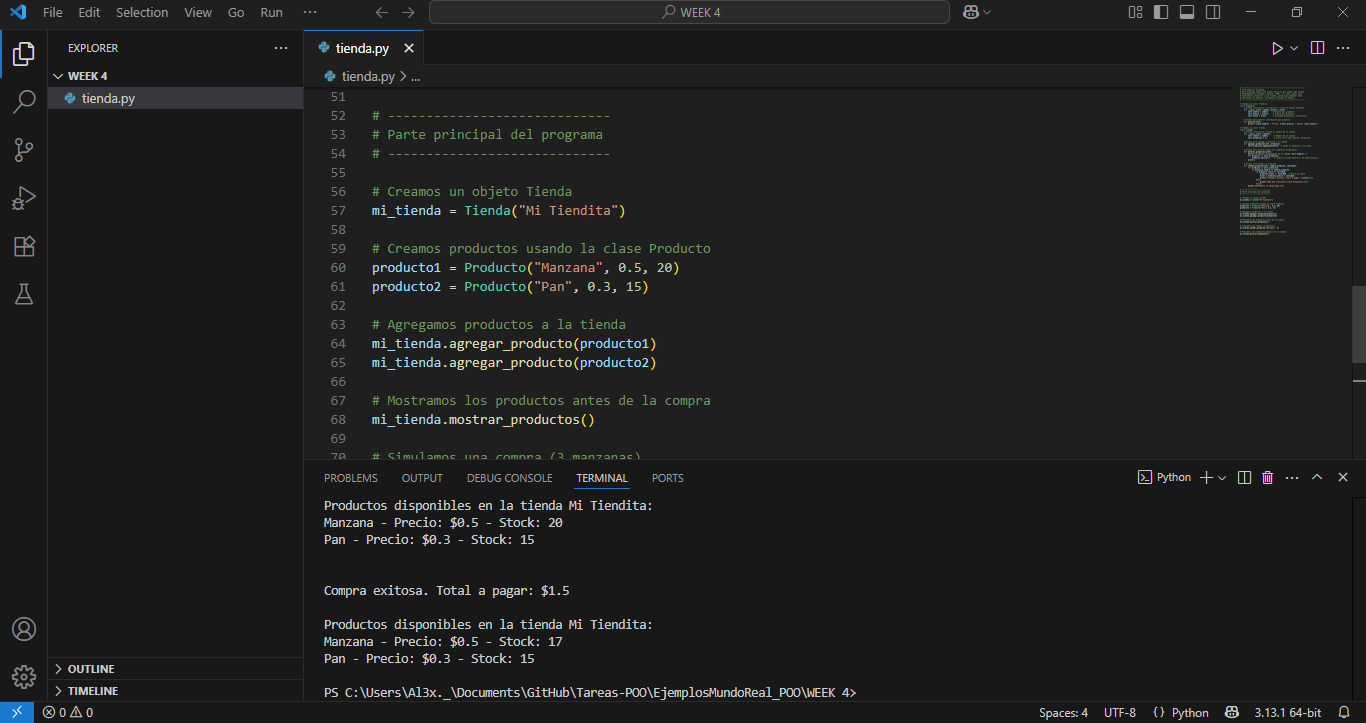 File Edit Selection View Go Run ··· WEEK 4
EXPLORER ···
WEEK 4
tienda.py
OUTLINE
TIMELINE
tienda.py
tienda.py > ...
51
52 # -----------------------------
53 # Parte principal del programa
54 # -----------------------------
55
56 # Creamos un objeto Tienda
57 mi_tienda = Tienda("Mi Tiendita")
58
59 # Creamos productos usando la clase Producto
60 producto1 = Producto("Manzana", 0.5, 20)
61 producto2 = Producto("Pan", 0.3, 15)
62
63 # Agregamos productos a la tienda
64 mi_tienda.agregar_producto(producto1)
65 mi_tienda.agregar_producto(producto2)
66
67 # Mostramos los productos antes de la compra
68 mi_tienda.mostrar_productos()
69
70 # Simulamos una compra (3 manzanas)
PROBLEMS OUTPUT DEBUG CONSOLE TERMINAL PORTS Python
Productos disponibles en la tienda Mi Tiendita:
Manzana - Precio: $0.5 - Stock: 20
Pan - Precio: $0.3 - Stock: 15
Compra exitosa. Total a pagar: $1.5
Productos disponibles en la tienda Mi Tiendita:
Manzana - Precio: $0.5 - Stock: 17
Pan - Precio: $0.3 - Stock: 15
PS C:\Users\Al3x._\Documents\GitHub\Tareas-POO\EjemplosMundoReal_POO\WEEK 4>
0 0 Spaces: 4 UTF-8 {} Python 3.13.1 64-bit